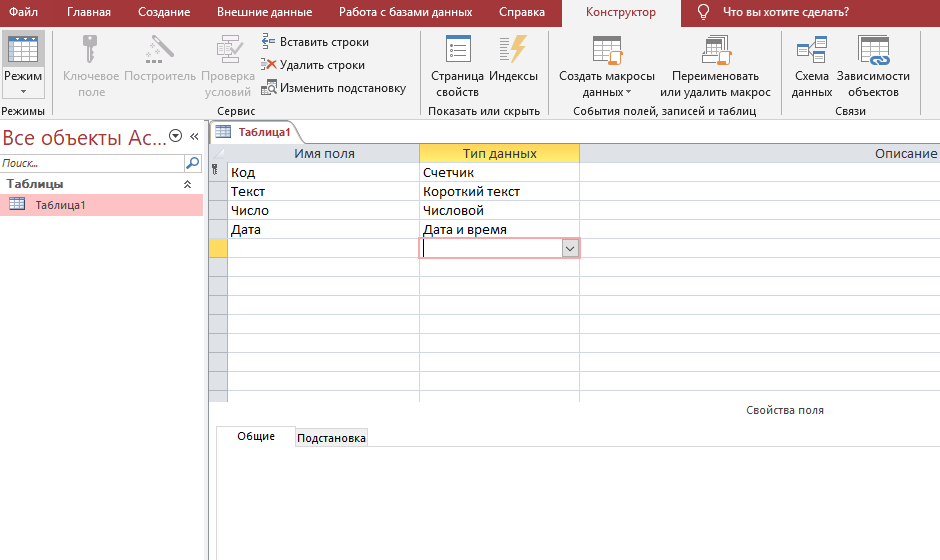 Файл Главная Создание Внешние данные Работа с базами данных Справка Конструктор Что вы хотите сделать?
Режим
Режимы
Ключевое поле
Построитель
Проверка условий
Вставить строки
Удалить строки
Изменить подстановку
Сервис
Страница свойств
Индексы
Показать или скрыть
Создать макросы данных
Переименовать или удалить макрос
События полей, записей и таблиц
Схема данных
Зависимости объектов
Связи
Все объекты Ac...
Поиск...
Таблицы
Таблица1
Таблица1
Имя поля Тип данных Описание
Код Счетчик
Текст Короткий текст
Число Числовой
Дата Дата и время
Свойства поля
Общие Подстановка